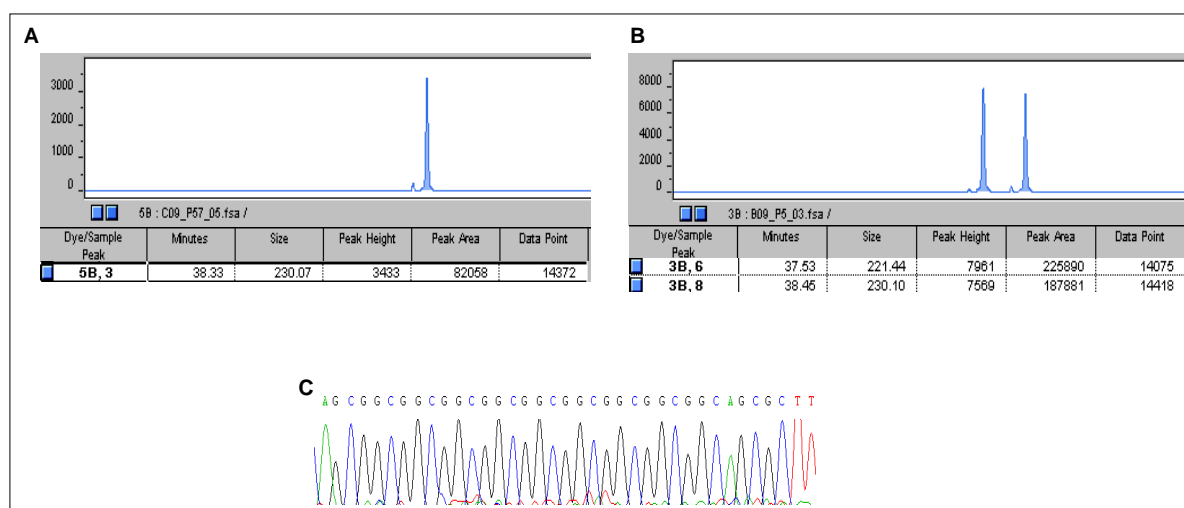 A
3000
2000
1000
0
5B : C09_P57_05.fsa /
Dye/Sample Peak Minutes Size Peak Height Peak Area Data Point
5B, 3 38.33 230.07 3433 82058 14372
B
8000
6000
4000
2000
0
3B : B09_P5_03.fsa /
Dye/Sample Peak Minutes Size Peak Height Peak Area Data Point
3B, 6 37.53 221.44 7961 225890 14075
3B, 8 38.45 230.10 7569 187881 14418
C
A G C G G C G G C G G C G G C G G C G G C G G C G G C G G C A G C G C T T